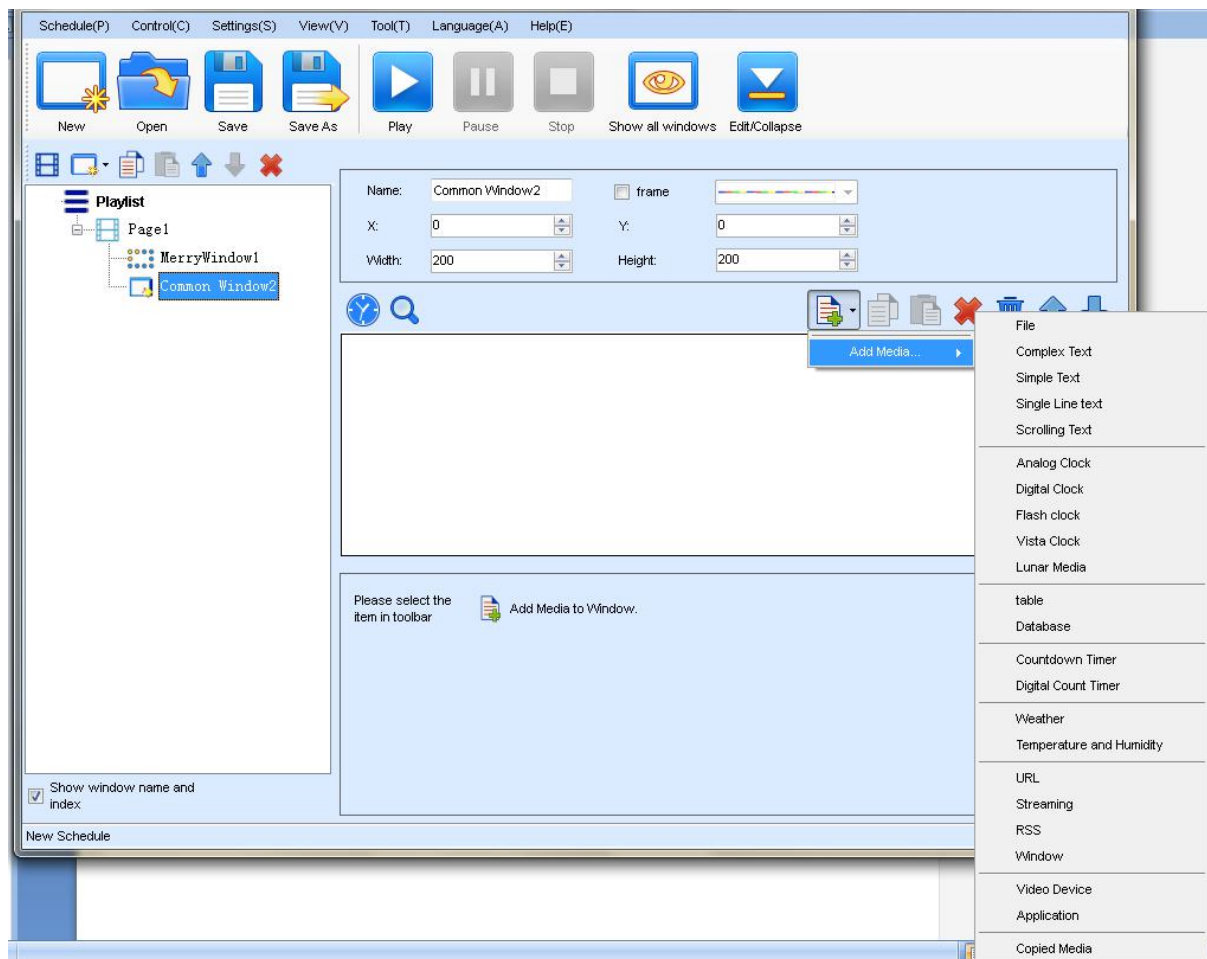 Schedule(P) Control(C) Settings(S) View(V) Tool(T) Language(A) Help(E)
New Open Save Save As Play Pause Stop Show all windows Edit/Collapse
Playlist
Page1
MerryWindow1
Common Window2
Name: Common Window2 frame
X: 0 Y: 0
Width: 200 Height: 200
Add Media...
File
Complex Text
Simple Text
Single Line text
Scrolling Text
Analog Clock
Digital Clock
Flash clock
Vista Clock
Lunar Media
table
Database
Countdown Timer
Digital Count Timer
Weather
Temperature and Humidity
URL
Streaming
RSS
Window
Video Device
Application
Copied Media
Please select the
item in toolbar
Add Media to Window.
Show window name and
index
New Schedule